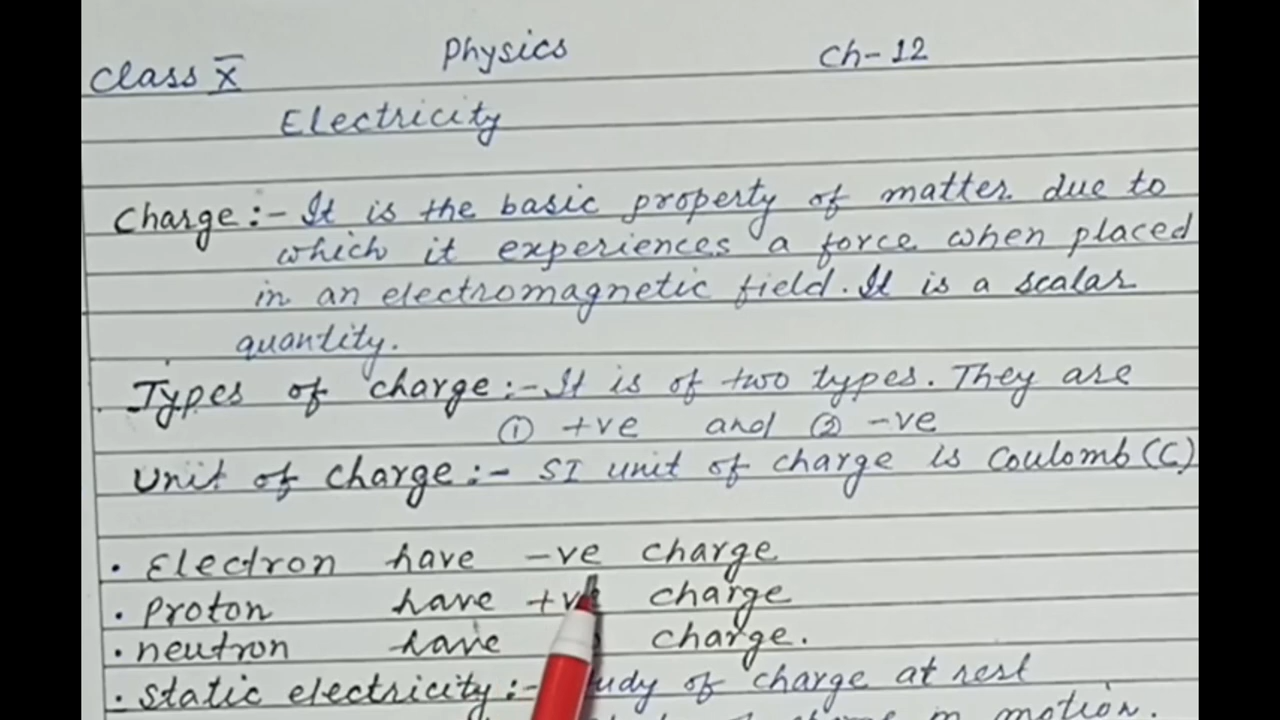 Class X Physics Ch-12
Electricity
Charge:- It is the basic property of matter due to
which it experiences a force when placed
in an electromagnetic field. It is a scalar
quantity.
Types of charge:- It is of two types. They are
① +ve and ② -ve
Unit of charge:- SI unit of charge is Coulomb (C)
• Electron have -ve charge
• Proton have +ve charge
• neutron have charge.
• Static electricity:- Study of charge at rest
in motion.